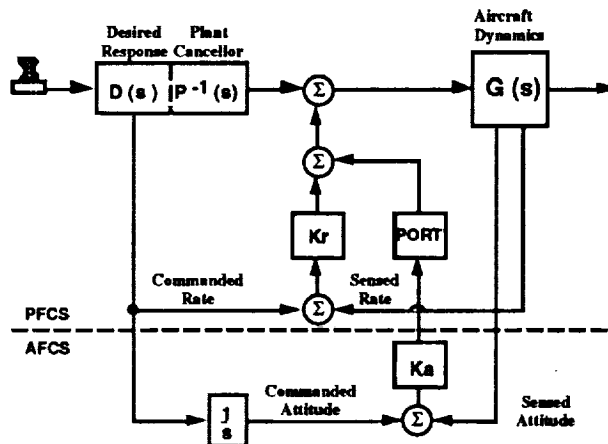 Desired
Response
Plant
Cancellor
Aircraft
Dynamics
D (s)
P⁻¹ (s)
Σ
G (s)
Σ
Kr
PORT
Commanded
Rate
Sensed
Rate
Σ
PFCS
AFCS
Ka
Commanded
Attitude
Sensed
Attitude
Σ
s